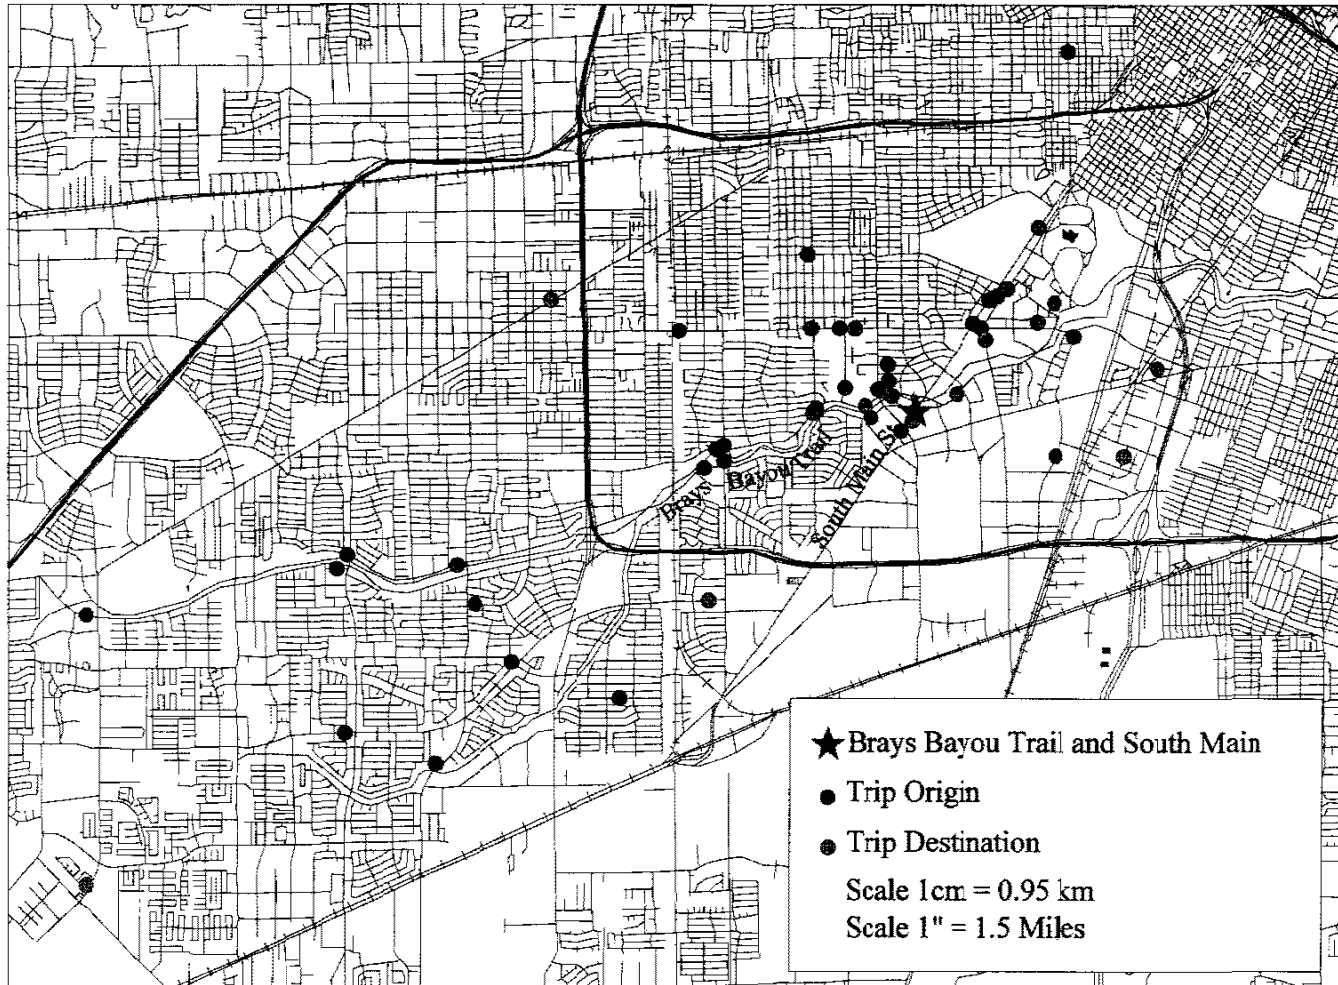 Brays Bayou Trail
South Main St
Brays Bayou Trail and South Main
Trip Origin
Trip Destination
Scale 1cm = 0.95 km
Scale 1" = 1.5 Miles